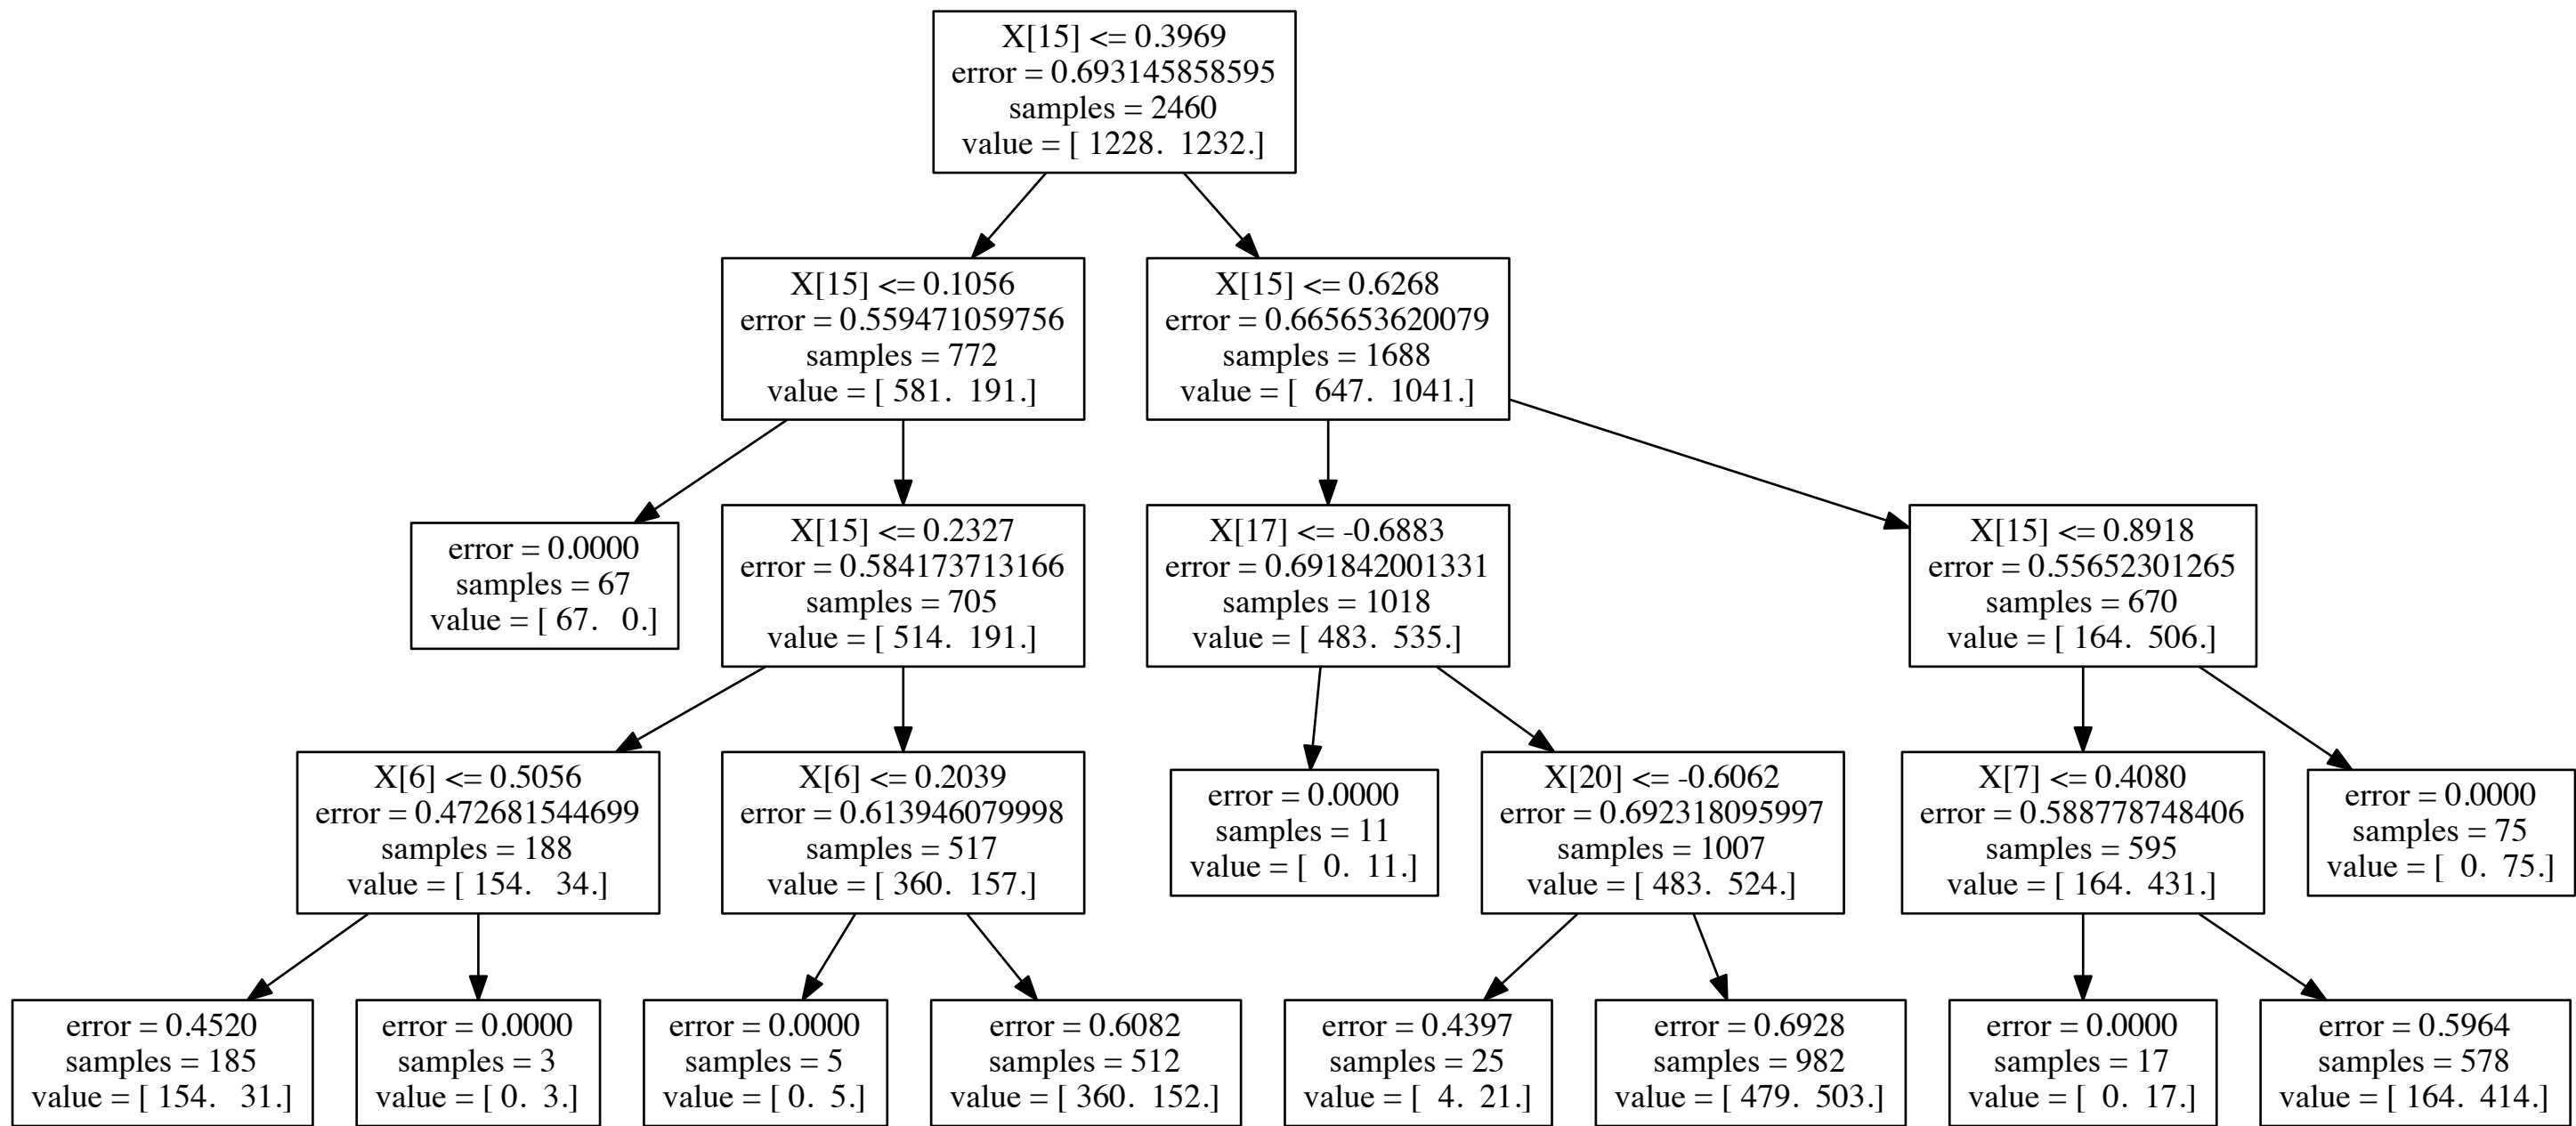 X[15] <= 0.3969
error = 0.693145858595
samples = 2460
value = [ 1228.  1232.]
X[15] <= 0.1056
error = 0.559471059756
samples = 772
value = [ 581.  191.]
X[15] <= 0.6268
error = 0.665653620079
samples = 1688
value = [  647.  1041.]
error = 0.0000
samples = 67
value = [ 67.   0.]
X[15] <= 0.2327
error = 0.584173713166
samples = 705
value = [ 514.  191.]
X[17] <= -0.6883
error = 0.691842001331
samples = 1018
value = [ 483.  535.]
X[15] <= 0.8918
error = 0.55652301265
samples = 670
value = [ 164.  506.]
X[6] <= 0.5056
error = 0.472681544699
samples = 188
value = [ 154.   34.]
X[6] <= 0.2039
error = 0.613946079998
samples = 517
value = [ 360.  157.]
error = 0.0000
samples = 11
value = [  0.  11.]
X[20] <= -0.6062
error = 0.692318095997
samples = 1007
value = [ 483.  524.]
X[7] <= 0.4080
error = 0.588778748406
samples = 595
value = [ 164.  431.]
error = 0.0000
samples = 75
value = [  0.  75.]
error = 0.4520
samples = 185
value = [ 154.   31.]
error = 0.0000
samples = 3
value = [ 0.  3.]
error = 0.0000
samples = 5
value = [ 0.  5.]
error = 0.6082
samples = 512
value = [ 360.  152.]
error = 0.4397
samples = 25
value = [  4.  21.]
error = 0.6928
samples = 982
value = [ 479.  503.]
error = 0.0000
samples = 17
value = [  0.  17.]
error = 0.5964
samples = 578
value = [ 164.  414.]